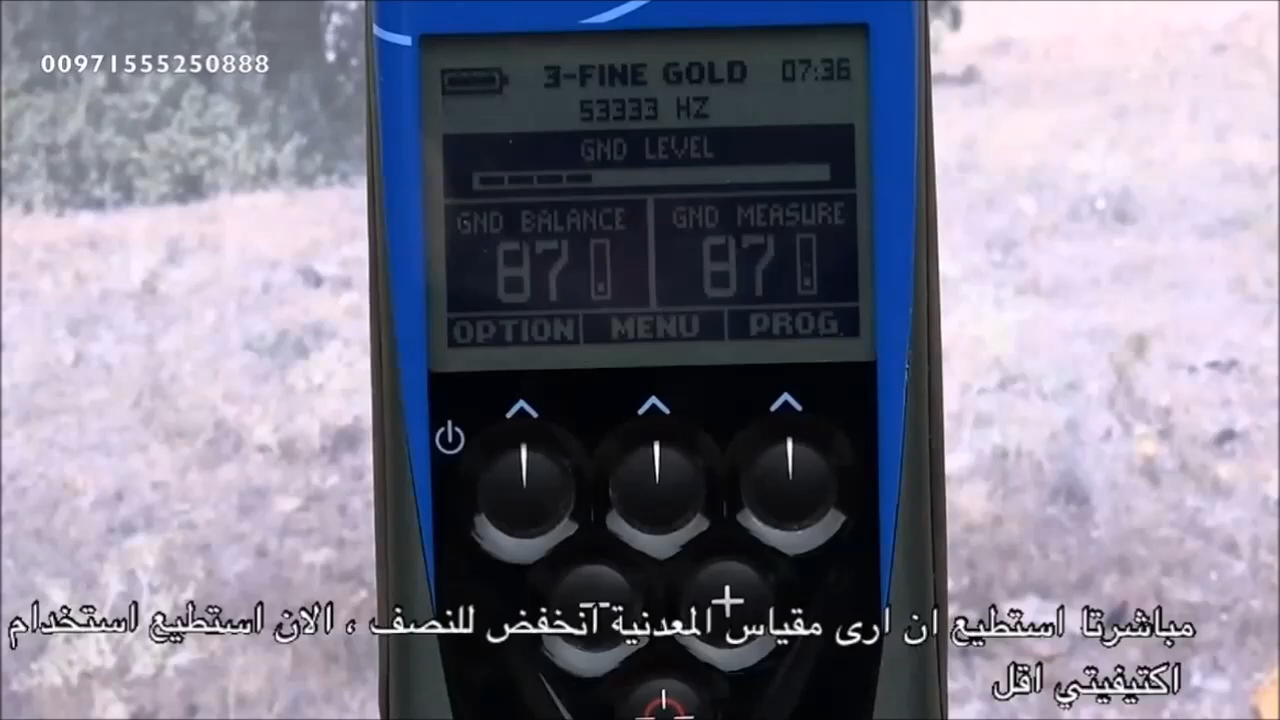 00971555250888
3-FINE GOLD 07:36
53333 HZ
GND LEVEL
GND BALANCE GND MEASURE
87 87
OPTION MENU PROG.
مباشرتا استطيع ان ارى مقياس المعدنية انخفض للنصف ، الان استطيع استخدام
اكتيفيتي اقل